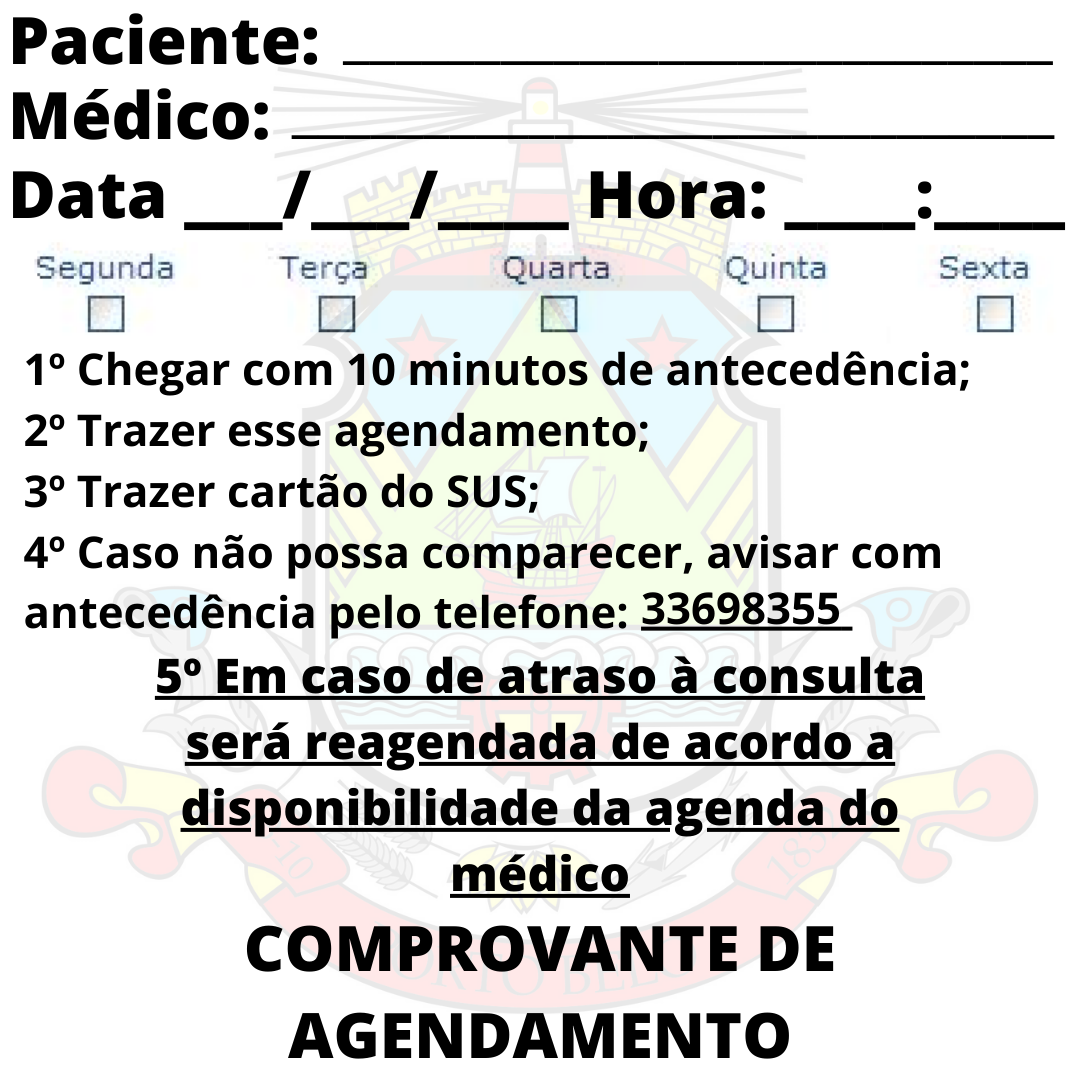 Paciente: ___________________________
Médico: _____________________________
Data ___/___/____ Hora: ____:____
Segunda Terça Quarta Quinta Sexta
1º Chegar com 10 minutos de antecedência;
2º Trazer esse agendamento;
3º Trazer cartão do SUS;
4º Caso não possa comparecer, avisar com
antecedência pelo telefone: 33698355
5º Em caso de atraso à consulta
será reagendada de acordo a
disponibilidade da agenda do
médico
COMPROVANTE DE
PORTO BELO
AGENDAMENTO